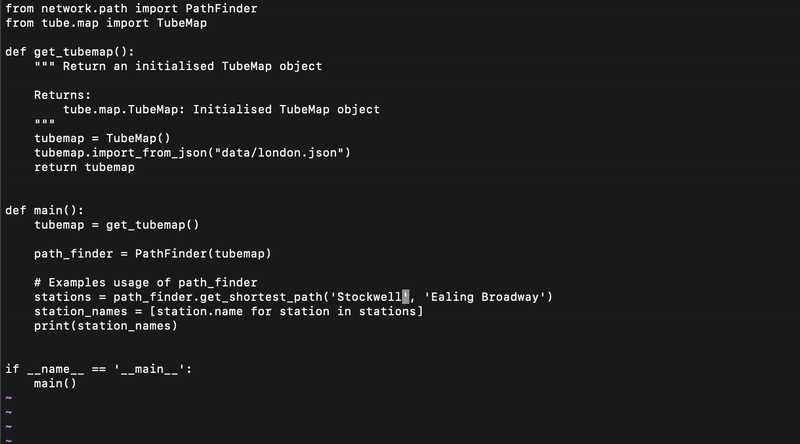 from network.path import PathFinder
from tube.map import TubeMap

def get_tubemap():
    """ Return an initialised TubeMap object

    Returns:
        tube.map.TubeMap: Initialised TubeMap object
    """
    tubemap = TubeMap()
    tubemap.import_from_json("data/london.json")
    return tubemap


def main():
    tubemap = get_tubemap()

    path_finder = PathFinder(tubemap)

    # Examples usage of path_finder
    stations = path_finder.get_shortest_path('Stockwell', 'Ealing Broadway')
    station_names = [station.name for station in stations]
    print(station_names)


if __name__ == '__main__':
    main()
~
~
~
~